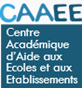 CAAEE
Centre
Académique
d'Aide aux
Ecoles et aux
Etablissements